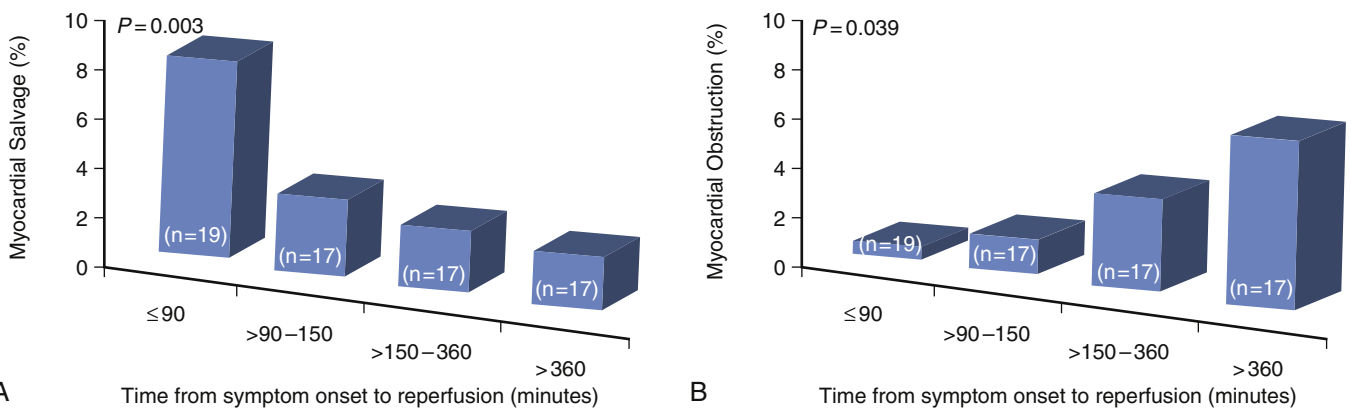 P=0.003
Myocardial Salvage (%)
10
8
6
4
2
0
(n=19)
(n=17)
(n=17)
(n=17)
≤90
>90–150
>150–360
>360
A
Time from symptom onset to reperfusion (minutes)
P=0.039
Myocardial Obstruction (%)
10
8
6
4
2
0
(n=19)
(n=17)
(n=17)
(n=17)
≤90
>90–150
>150–360
>360
B
Time from symptom onset to reperfusion (minutes)